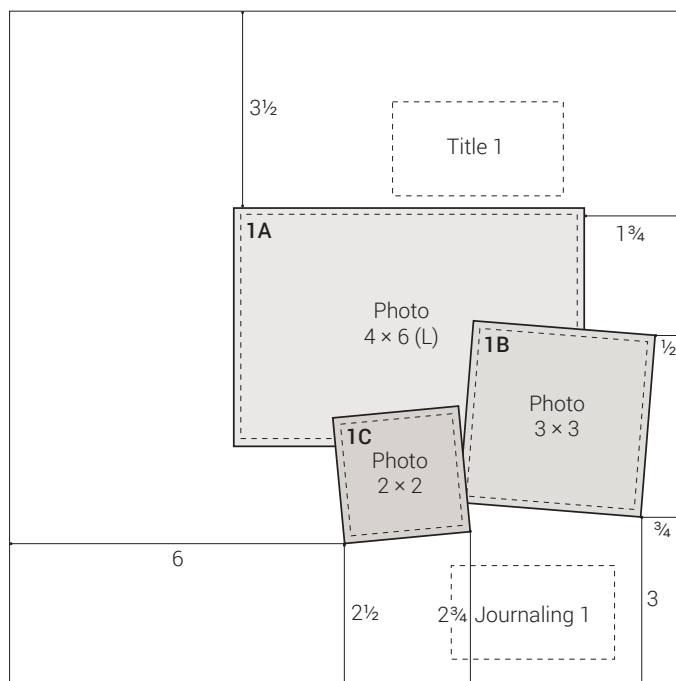 3½
Title 1
1A
1¾
Photo
4 × 6 (L)
1B
½
Photo
3 × 3
1C
Photo
2 × 2
¾
6
2½
2¾
Journaling 1
3